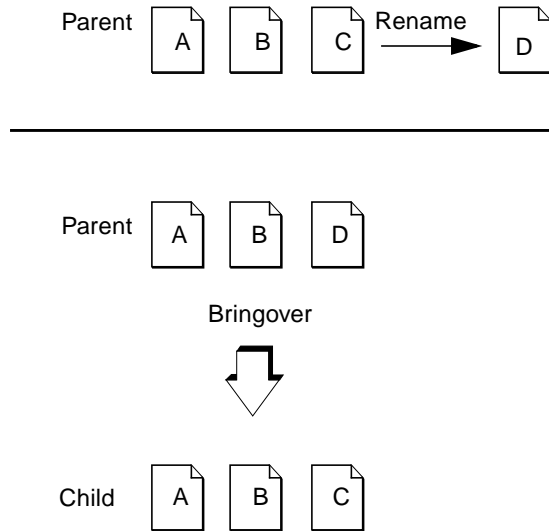 Parent A B C Rename D
Parent A B D
Bringover
Child A B C